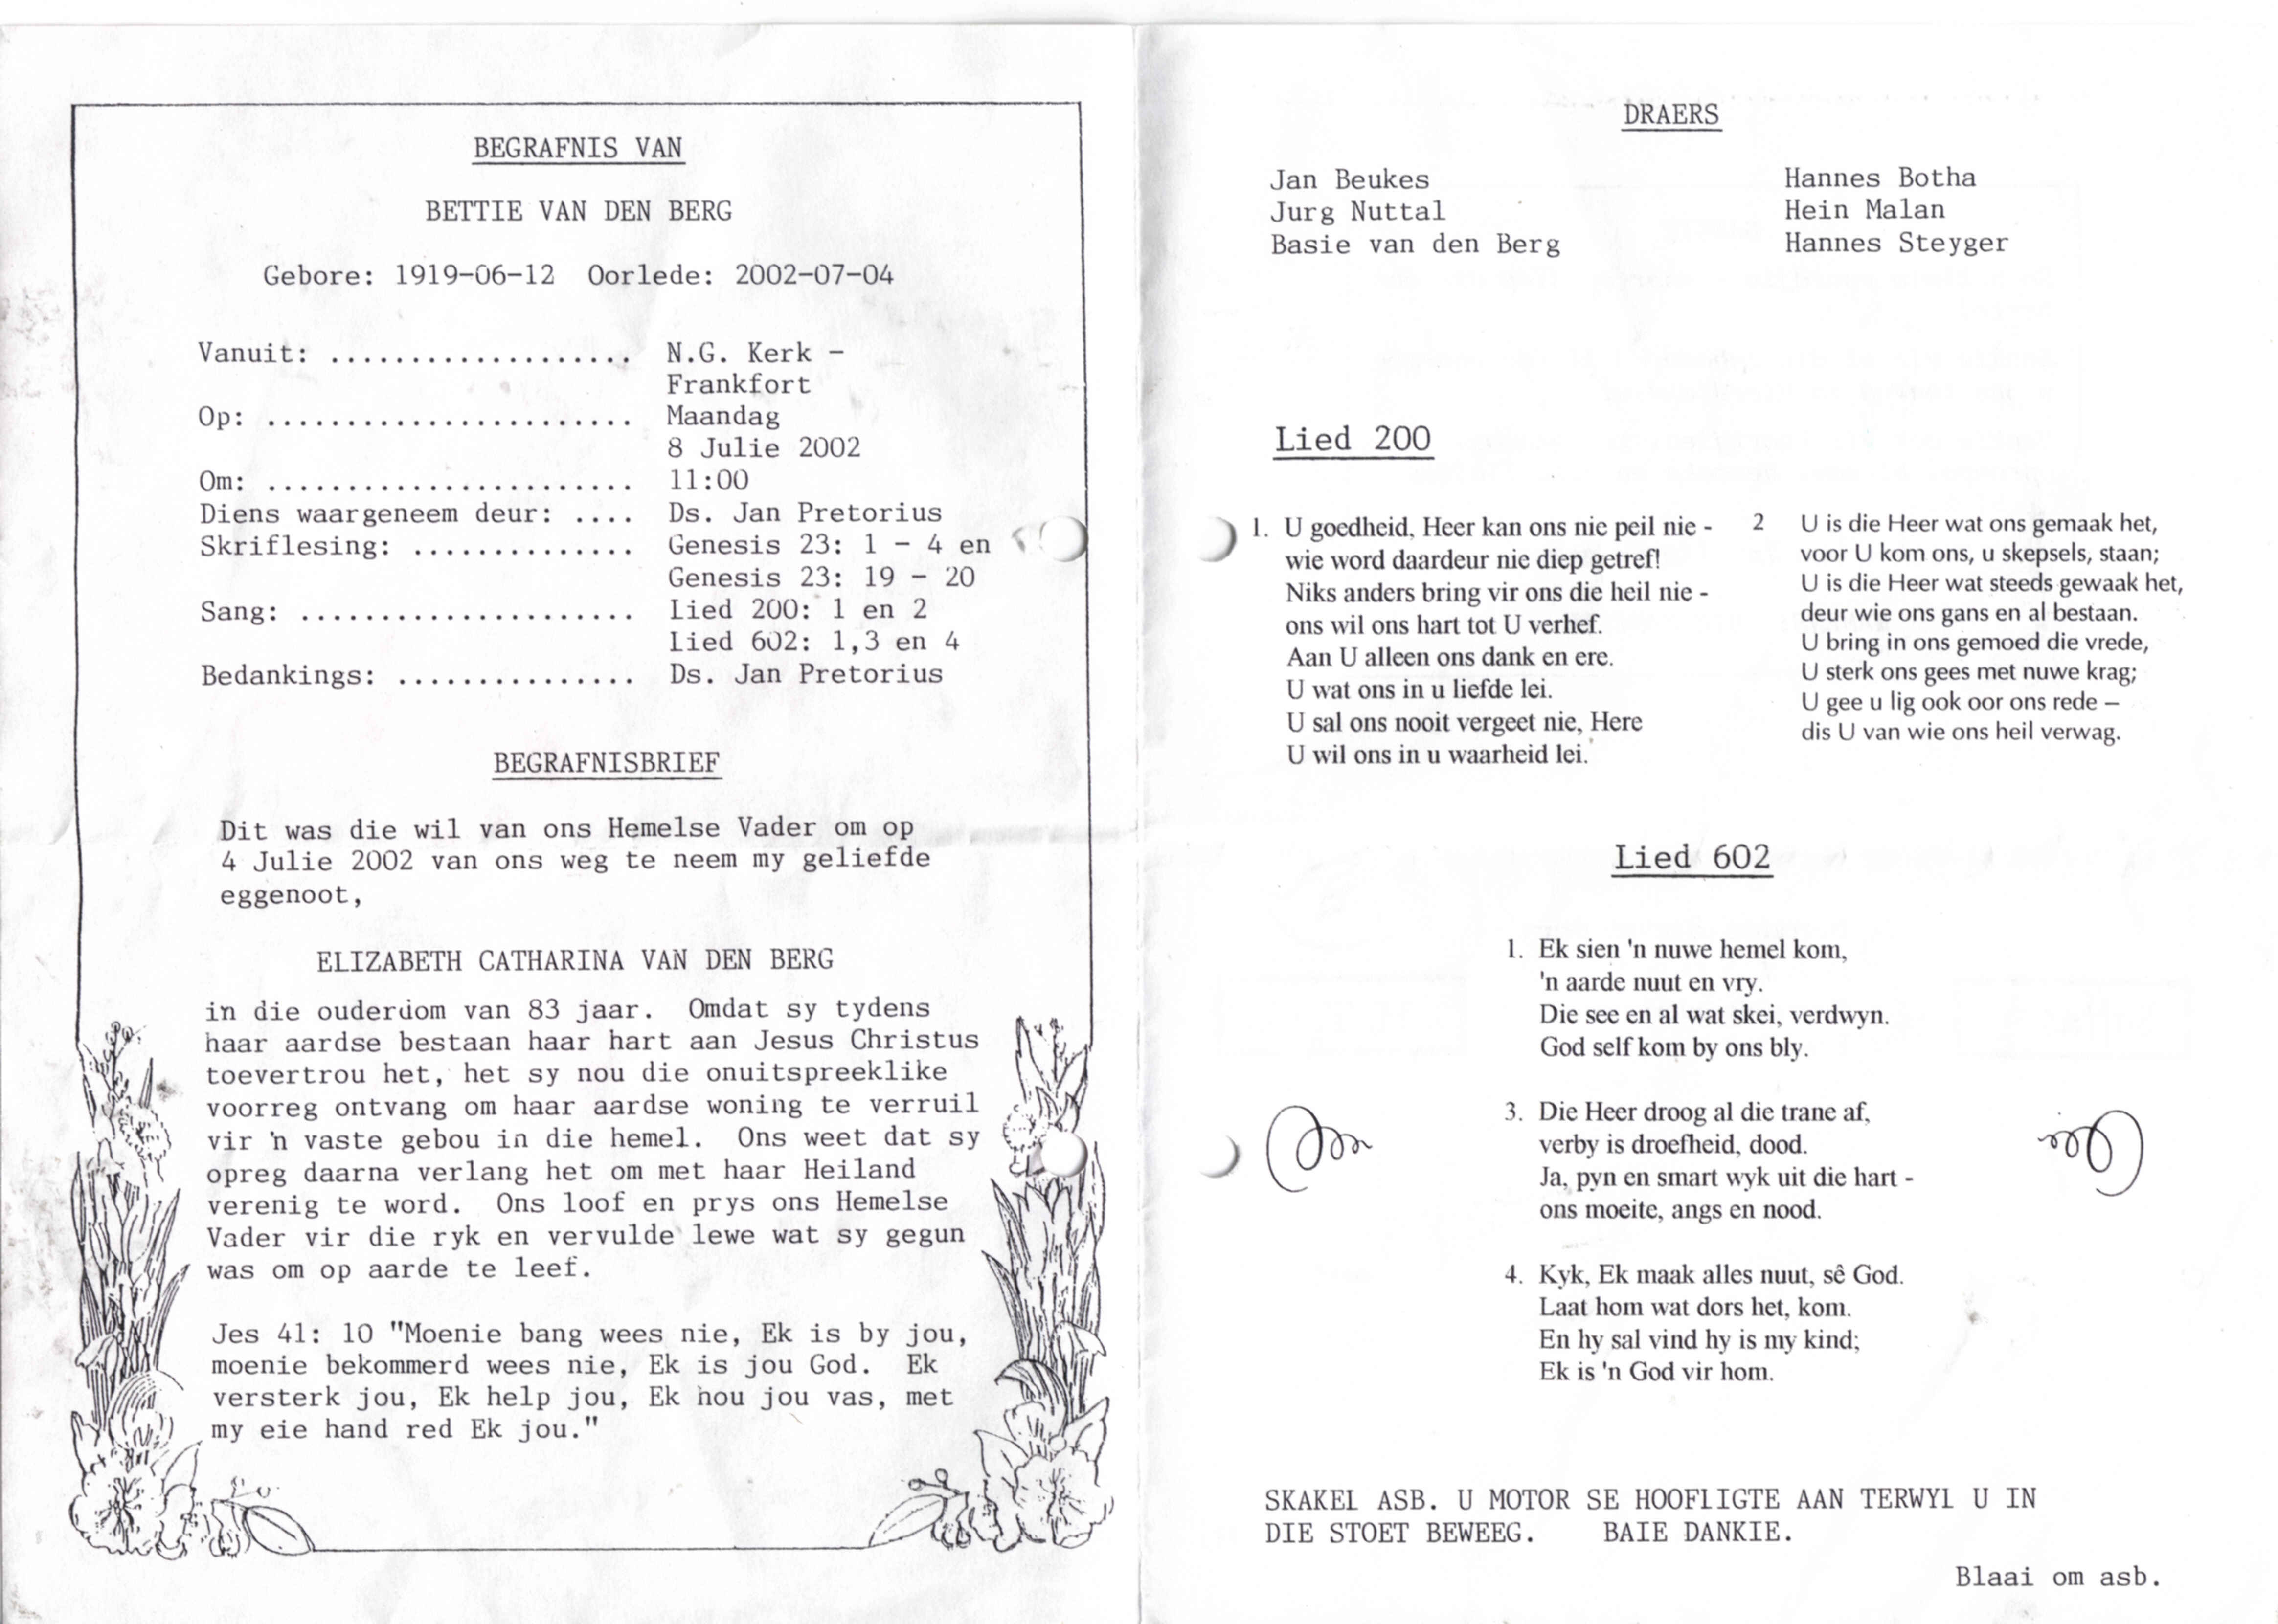 BEGRAFNIS VAN
BETTIE VAN DEN BERG
Gebore: 1919-06-12 Oorlede: 2002-07-04
Vanuit: ................... N.G. Kerk -
Frankfort
Op: ....................... Maandag
8 Julie 2002
Om: ....................... 11:00
Diens waargeneem deur: .... Ds. Jan Pretorius
Skriflesing: .............. Genesis 23: 1 - 4 en
Genesis 23: 19 - 20
Sang: ..................... Lied 200: 1 en 2
Lied 602: 1,3 en 4
Bedankings: ............... Ds. Jan Pretorius
BEGRAFNISBRIEF
Dit was die wil van ons Hemelse Vader om op
4 Julie 2002 van ons weg te neem my geliefde
eggenoot,
ELIZABETH CATHARINA VAN DEN BERG
in die ouderdom van 83 jaar. Omdat sy tydens
haar aardse bestaan haar hart aan Jesus Christus
toevertrou het, het sy nou die onuitspreeklike
voorreg ontvang om haar aardse woning te verruil
vir 'n vaste gebou in die hemel. Ons weet dat sy
opreg daarna verlang het om met haar Heiland
verenig te word. Ons loof en prys ons Hemelse
Vader vir die ryk en vervulde lewe wat sy gegun
was om op aarde te leef.
Jes 41: 10 "Moenie bang wees nie, Ek is by jou,
moenie bekommerd wees nie, Ek is jou God. Ek
versterk jou, Ek help jou, Ek hou jou vas, met
my eie hand red Ek jou."
DRAERS
Jan Beukes
Jurg Nuttal
Basie van den Berg
Hannes Botha
Hein Malan
Hannes Steyger
Lied 200
1. U goedheid, Heer kan ons nie peil nie -
wie word daardeur nie diep getref!
Niks anders bring vir ons die heil nie -
ons wil ons hart tot U verhef.
Aan U alleen ons dank en ere.
U wat ons in u liefde lei.
U sal ons nooit vergeet nie, Here
U wil ons in u waarheid lei.
2 U is die Heer wat ons gemaak het,
voor U kom ons, u skepsels, staan;
U is die Heer wat steeds gewaak het,
deur wie ons gans en al bestaan.
U bring in ons gemoed die vrede,
U sterk ons gees met nuwe krag;
U gee u lig ook oor ons rede –
dis U van wie ons heil verwag.
Lied 602
1. Ek sien 'n nuwe hemel kom,
'n aarde nuut en vry.
Die see en al wat skei, verdwyn.
God self kom by ons bly.
3. Die Heer droog al die trane af,
verby is droefheid, dood.
Ja, pyn en smart wyk uit die hart -
ons moeite, angs en nood.
4. Kyk, Ek maak alles nuut, sê God.
Laat hom wat dors het, kom.
En hy sal vind hy is my kind;
Ek is 'n God vir hom.
SKAKEL ASB. U MOTOR SE HOOFLIGTE AAN TERWYL U IN
DIE STOET BEWEEG. BAIE DANKIE.
Blaai om asb.